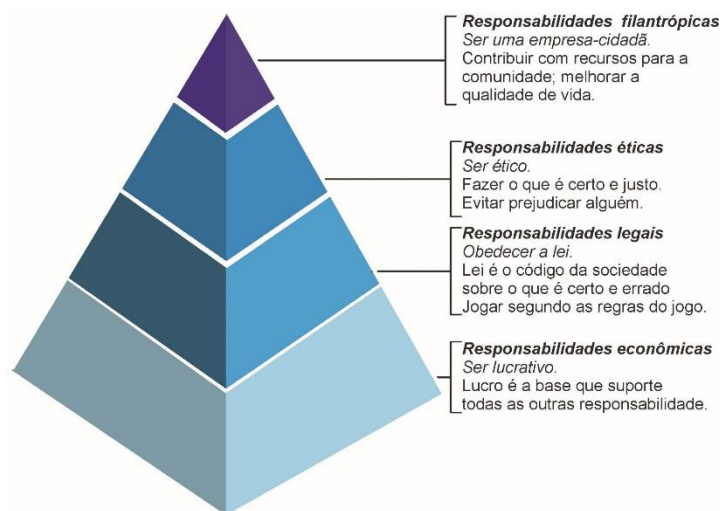 Responsabilidades filantrópicas
Ser uma empresa-cidadã.
Contribuir com recursos para a
comunidade; melhorar a
qualidade de vida.
Responsabilidades éticas
Ser ético.
Fazer o que é certo e justo.
Evitar prejudicar alguém.
Responsabilidades legais
Obedecer a lei.
Lei é o código da sociedade
sobre o que é certo e errado
Jogar segundo as regras do jogo.
Responsabilidades econômicas
Ser lucrativo.
Lucro é a base que suporte
todas as outras responsabilidade.